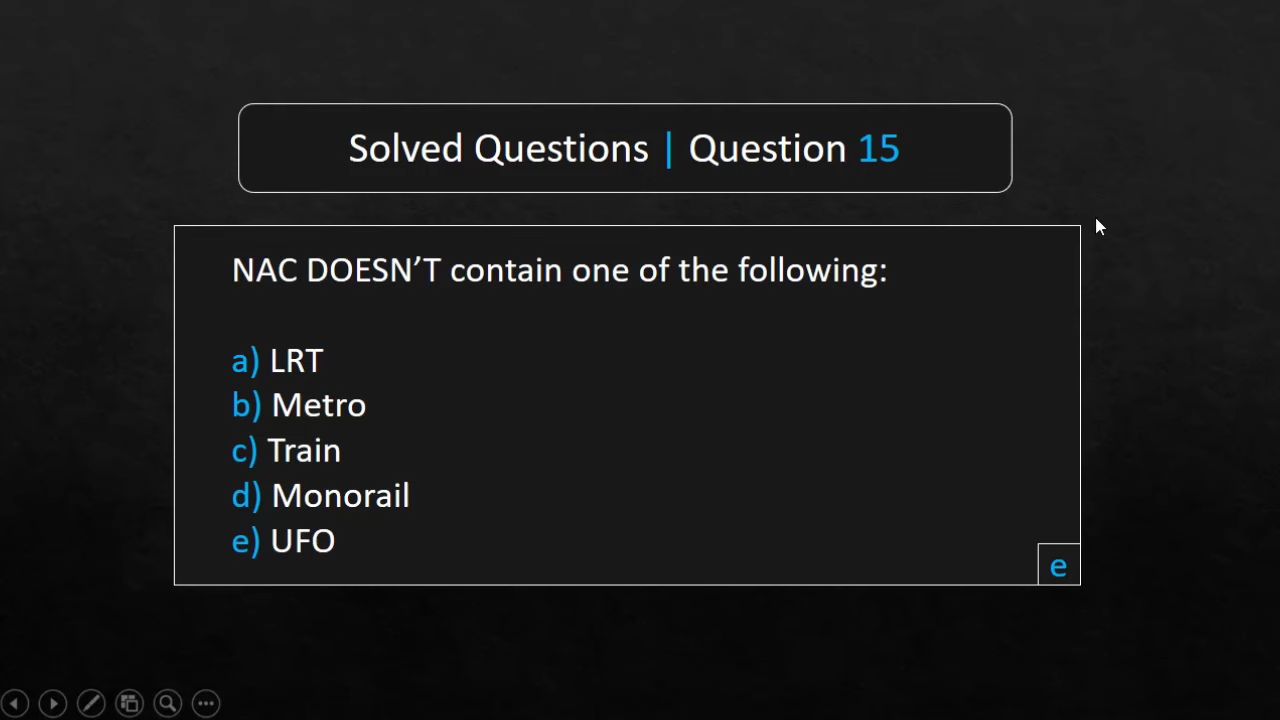 Solved Questions | Question 15
NAC DOESN’T contain one of the following:
a) LRT
b) Metro
c) Train
d) Monorail
e) UFO
e